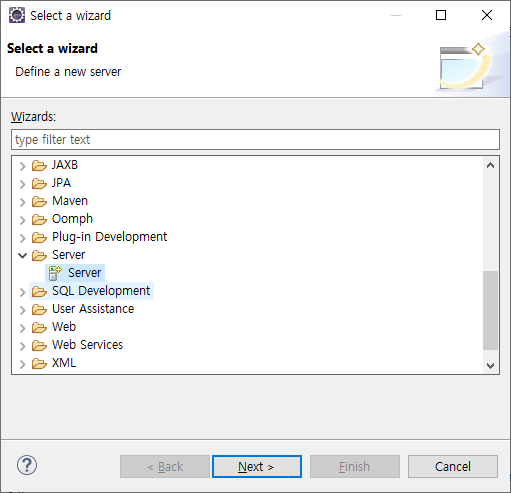 Select a wizard
Select a wizard
Define a new server
Wizards:
type filter text
JAXB
JPA
Maven
Oomph
Plug-in Development
Server
Server
SQL Development
User Assistance
Web
Web Services
XML
? < Back Next > Finish Cancel